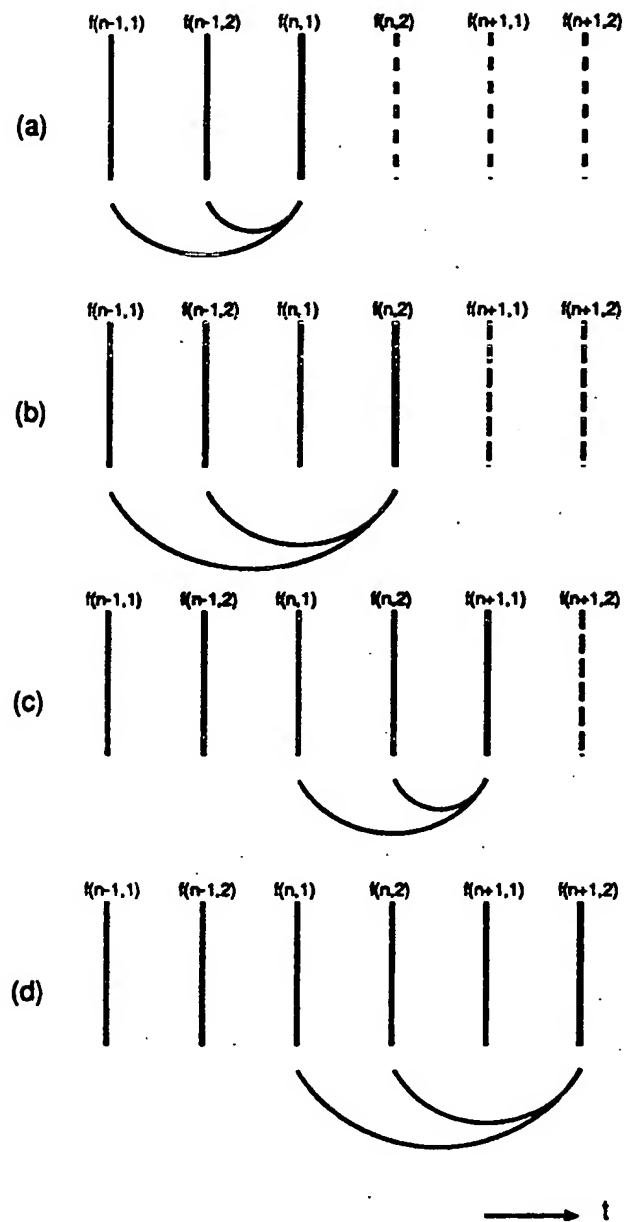 f(n-1,1) f(n-1,2) f(n,1) f(n,2) f(n+1,1) f(n+1,2)
(a)
f(n-1,1) f(n-1,2) f(n,1) f(n,2) f(n+1,1) f(n+1,2)
(b)
f(n-1,1) f(n-1,2) f(n,1) f(n,2) f(n+1,1) f(n+1,2)
(c)
f(n-1,1) f(n-1,2) f(n,1) f(n,2) f(n+1,1) f(n+1,2)
(d)
t